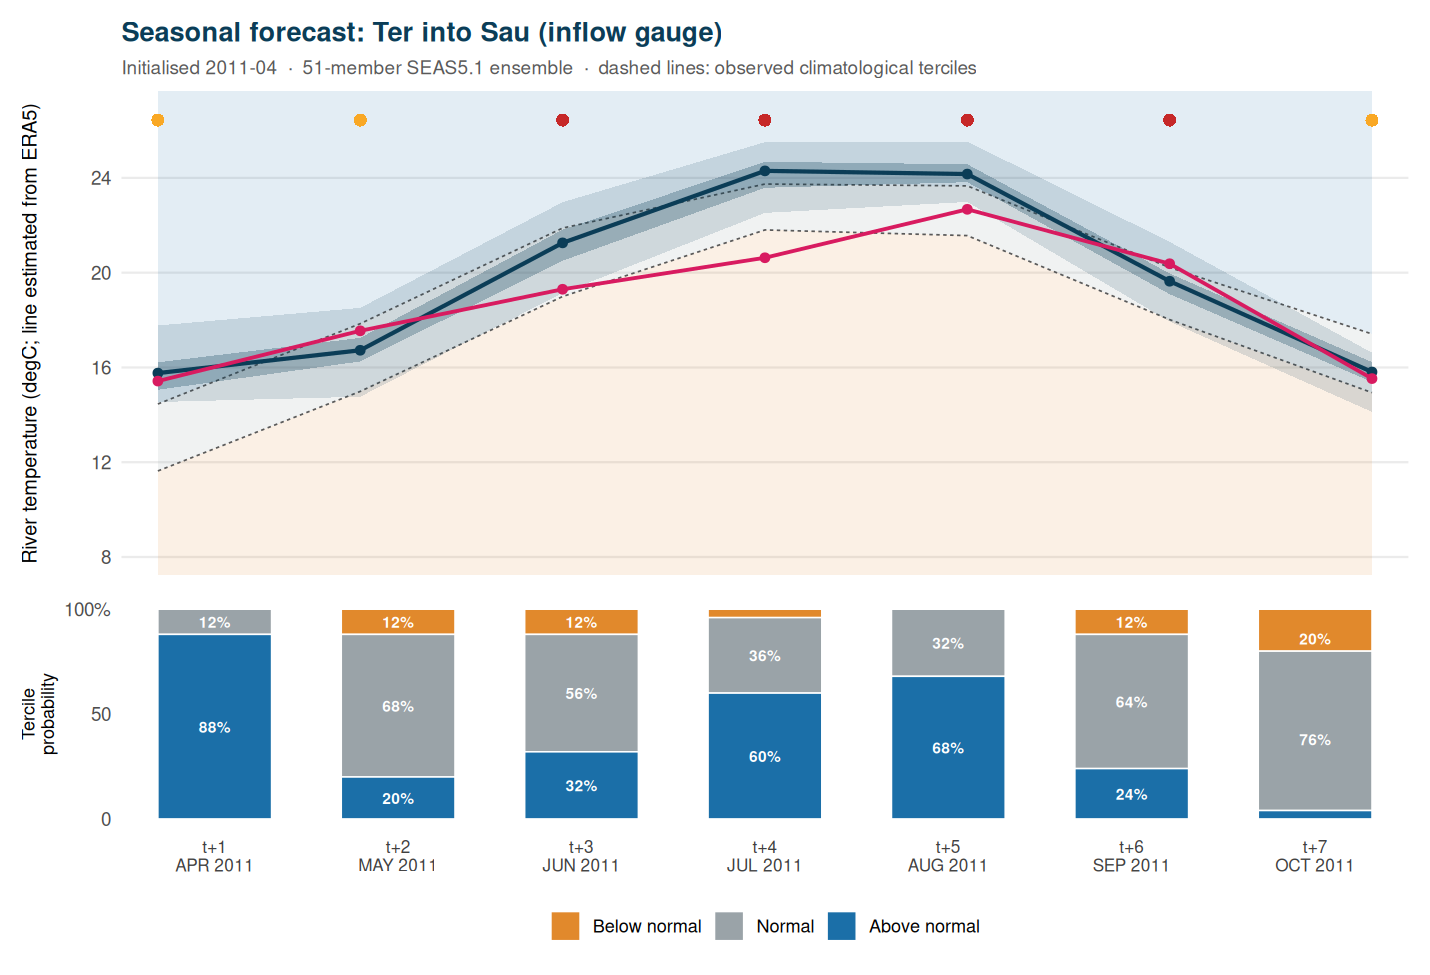 Seasonal forecast: Ter into Sau (inflow gauge)
Initialised 2011-04 · 51-member SEAS5.1 ensemble · dashed lines: observed climatological terciles
River temperature (degC; line estimated from ERA5)
24
20
16
12
8
Tercile
probability
100%
50
0
12%
88%
12%
68%
20%
12%
56%
32%
36%
60%
32%
68%
12%
64%
24%
20%
76%
t+1
APR 2011
t+2
MAY 2011
t+3
JUN 2011
t+4
JUL 2011
t+5
AUG 2011
t+6
SEP 2011
t+7
OCT 2011
Below normal
Normal
Above normal